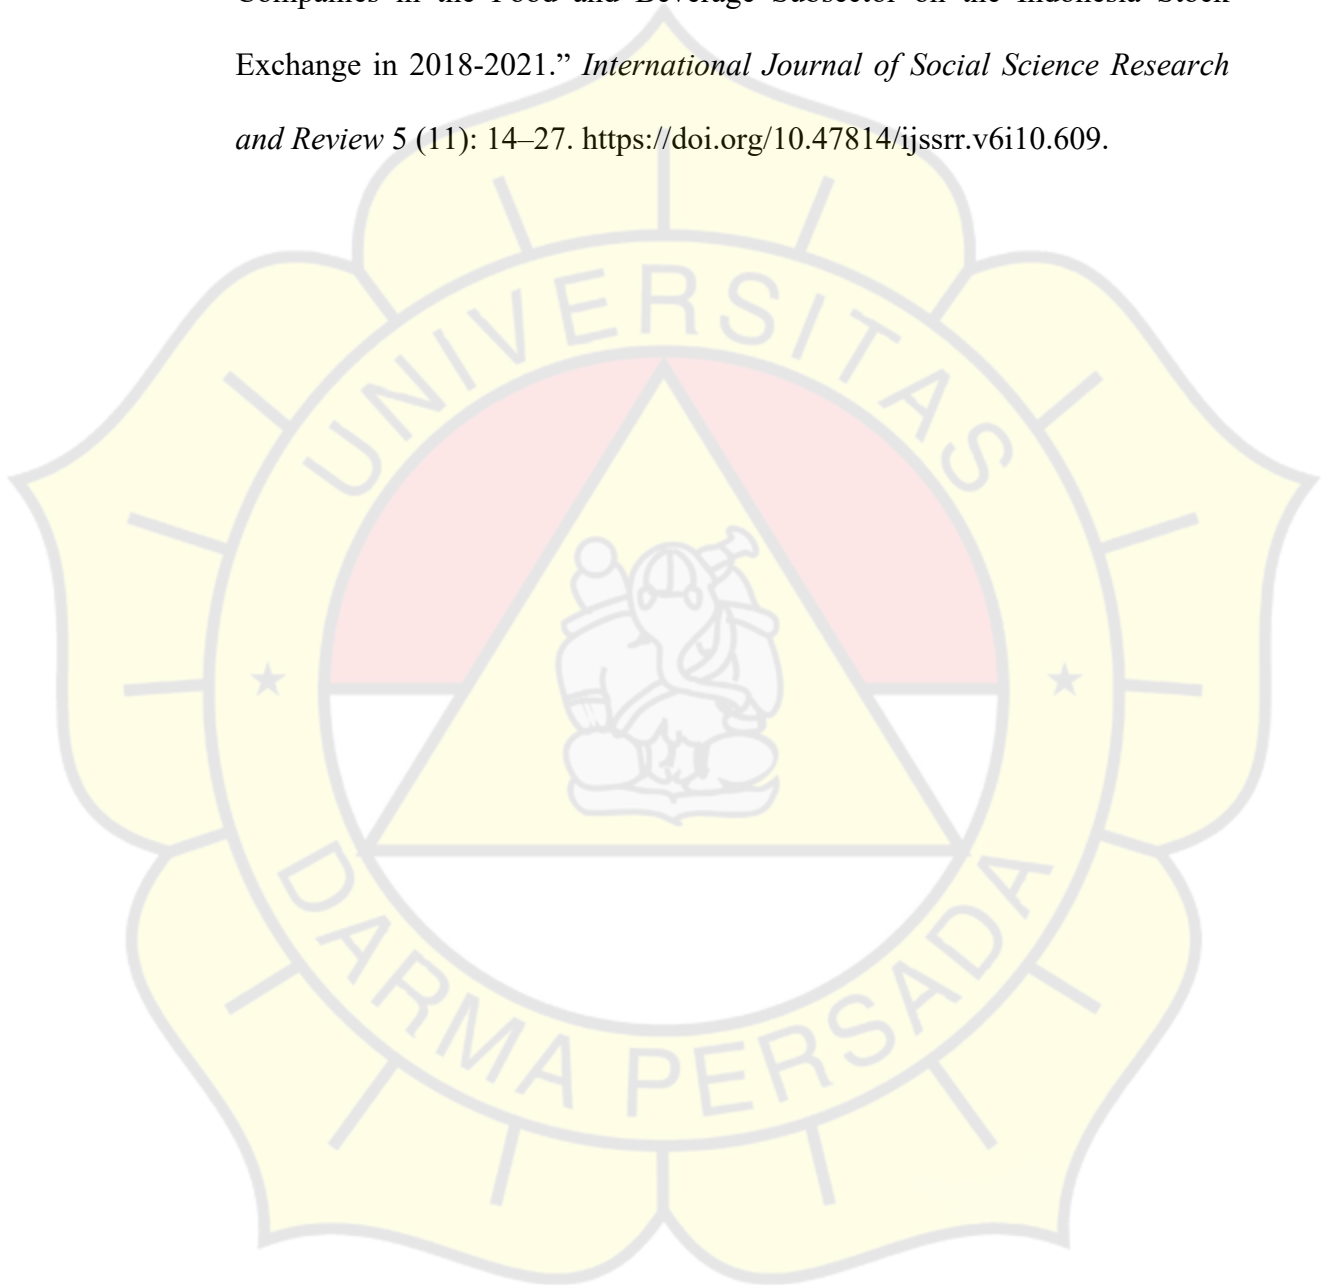 Companies in the Food and Beverage Subsector on the Indonesia Stock
Exchange in 2018-2021.” International Journal of Social Science Research
and Review 5 (11): 14–27. https://doi.org/10.47814/ijssrr.v6i10.609.
UNIVERSITAS
DARMA PERSADA